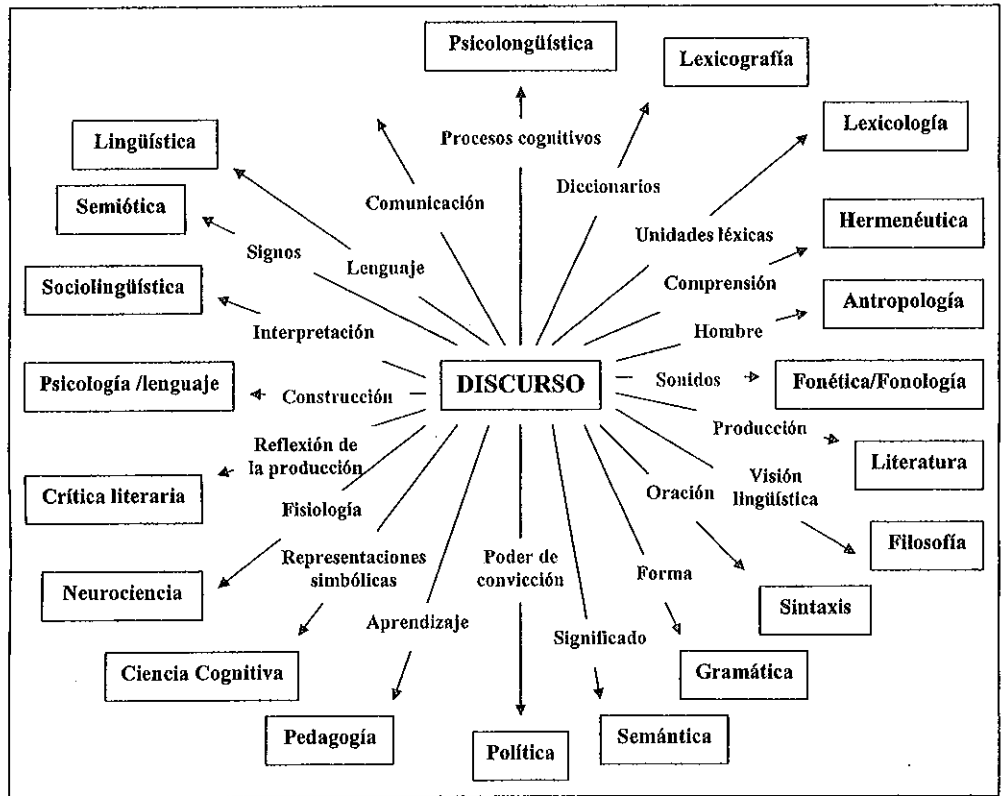 Psicolongüística
Lexicografía
Lexicología
Lingüística
Procesos cognitivos
Diccionarios
Semiótica
Comunicación
Unidades léxicas
Hermenéutica
Signos
Lenguaje
Comprensión
Sociolingüística
Interpretación
Hombre
Antropología
Psicología /lenguaje
Construcción
DISCURSO
Sonidos
Fonética/Fonología
Reflexión de
la producción
Producción
Literatura
Crítica literaria
Fisiología
Oración
Visión
lingüística
Filosofía
Neurociencia
Representaciones
simbólicas
Poder de
convicción
Forma
Sintaxis
Aprendizaje
Significado
Ciencia Cognitiva
Gramática
Pedagogía
Política
Semántica